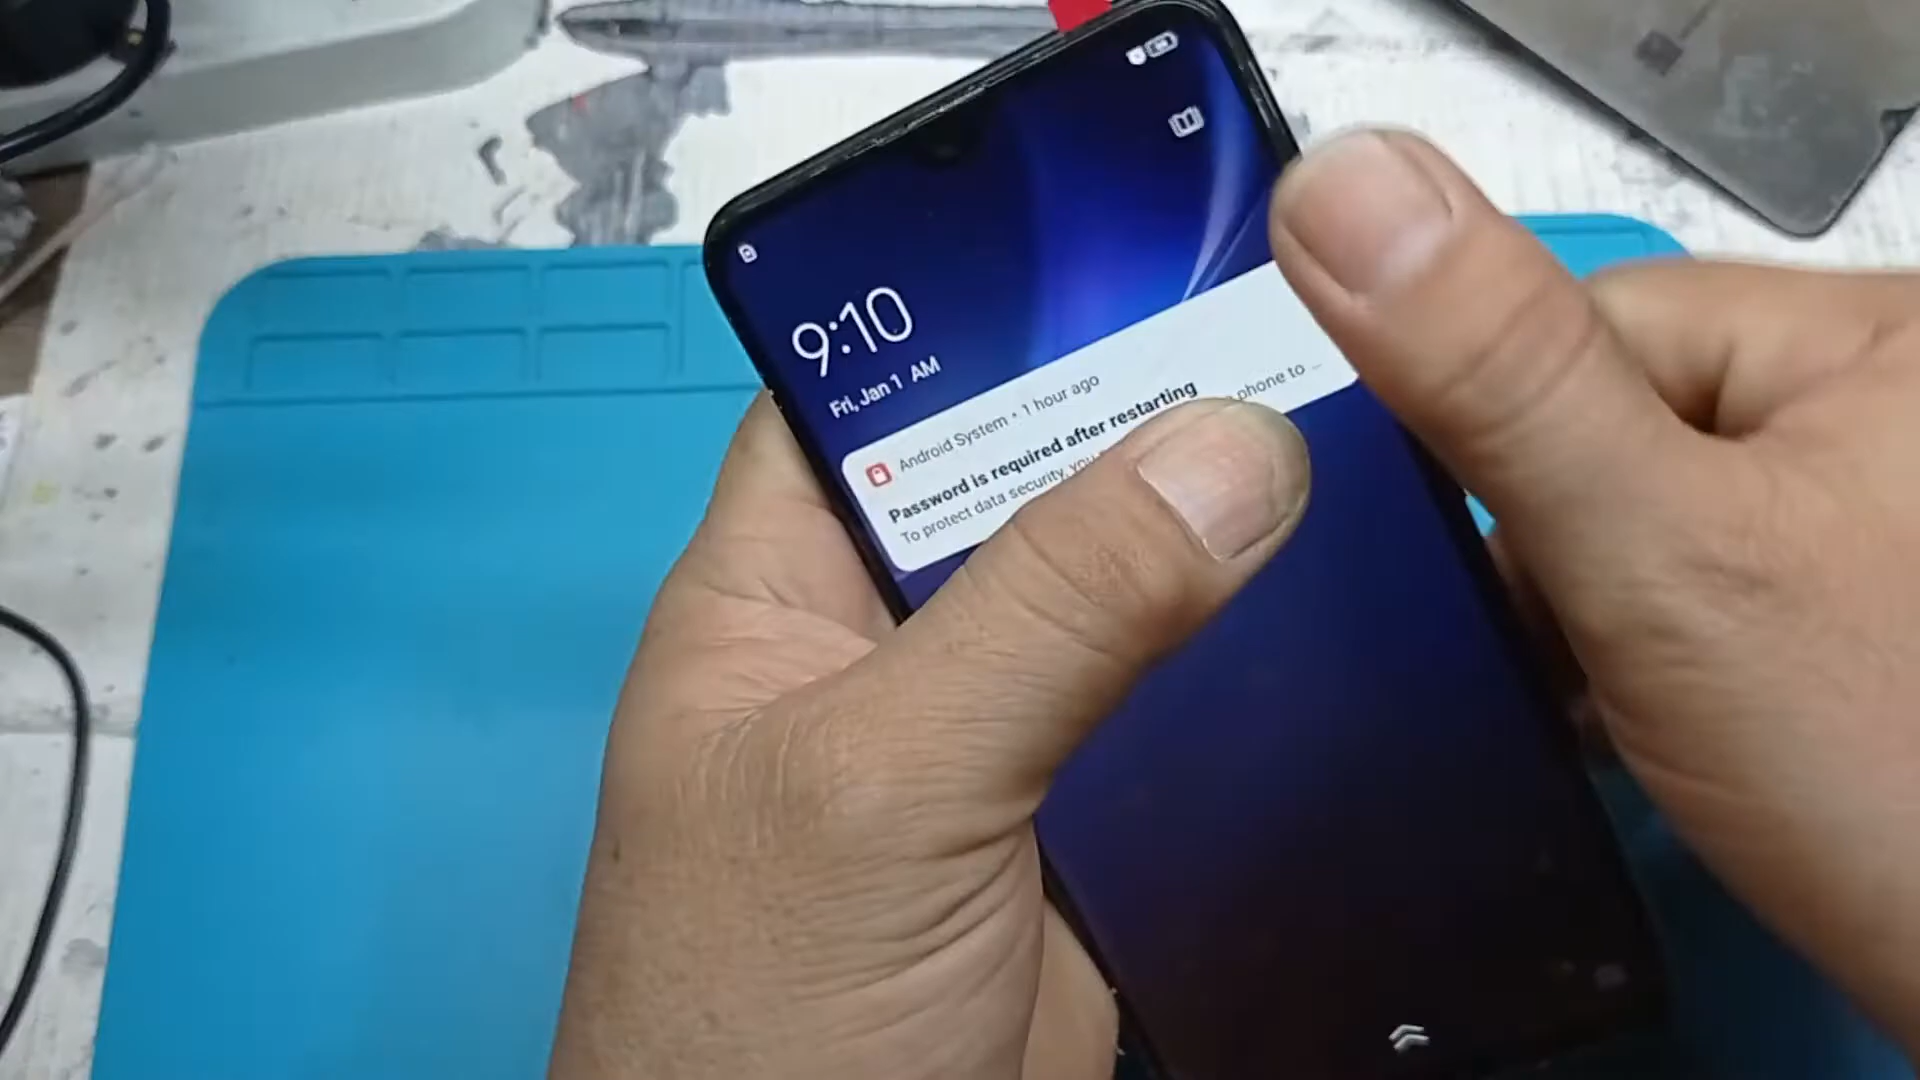 9:10
Fri, Jan 1 AM
Android System • 1 hour ago
Password is required after restarting
To protect data security, you phone to ...